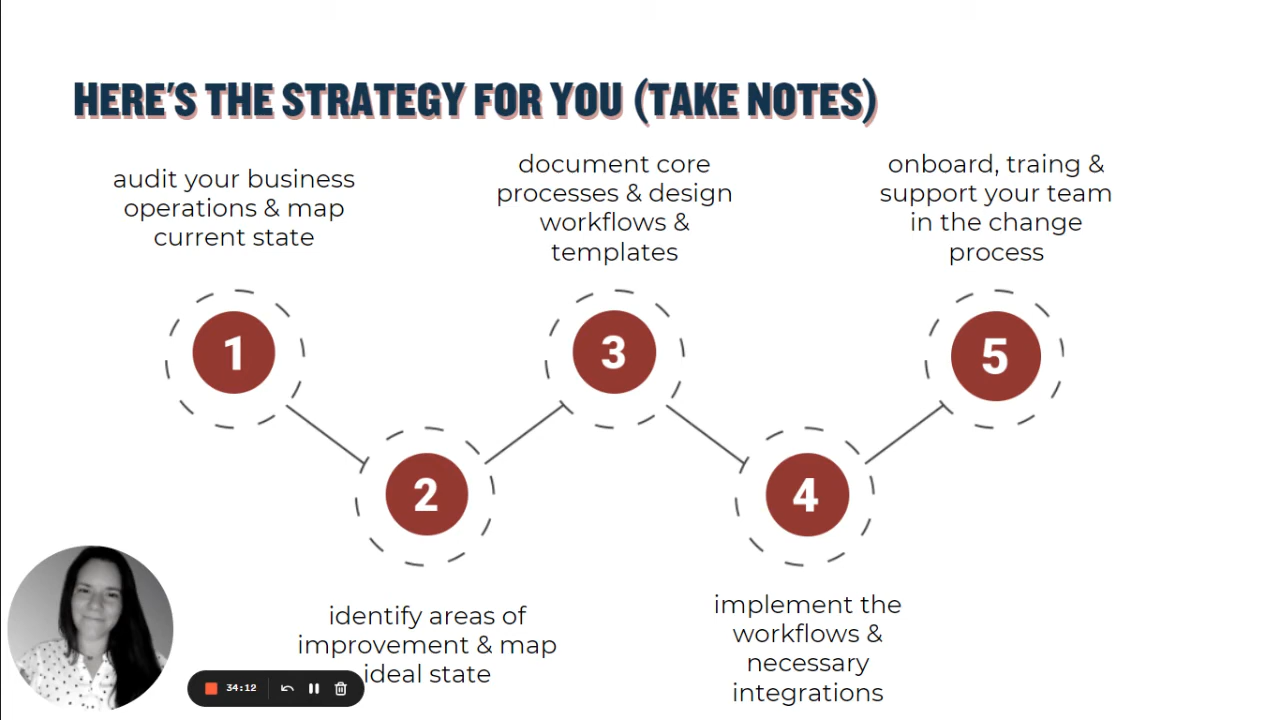 HERE'S THE STRATEGY FOR YOU (TAKE NOTES)
audit your business
operations & map
current state
1
identify areas of
improvement & map
ideal state
2
document core
processes & design
workflows &
templates
3
implement the
workflows &
necessary
integrations
4
onboard, traing &
support your team
in the change
process
5
34:12